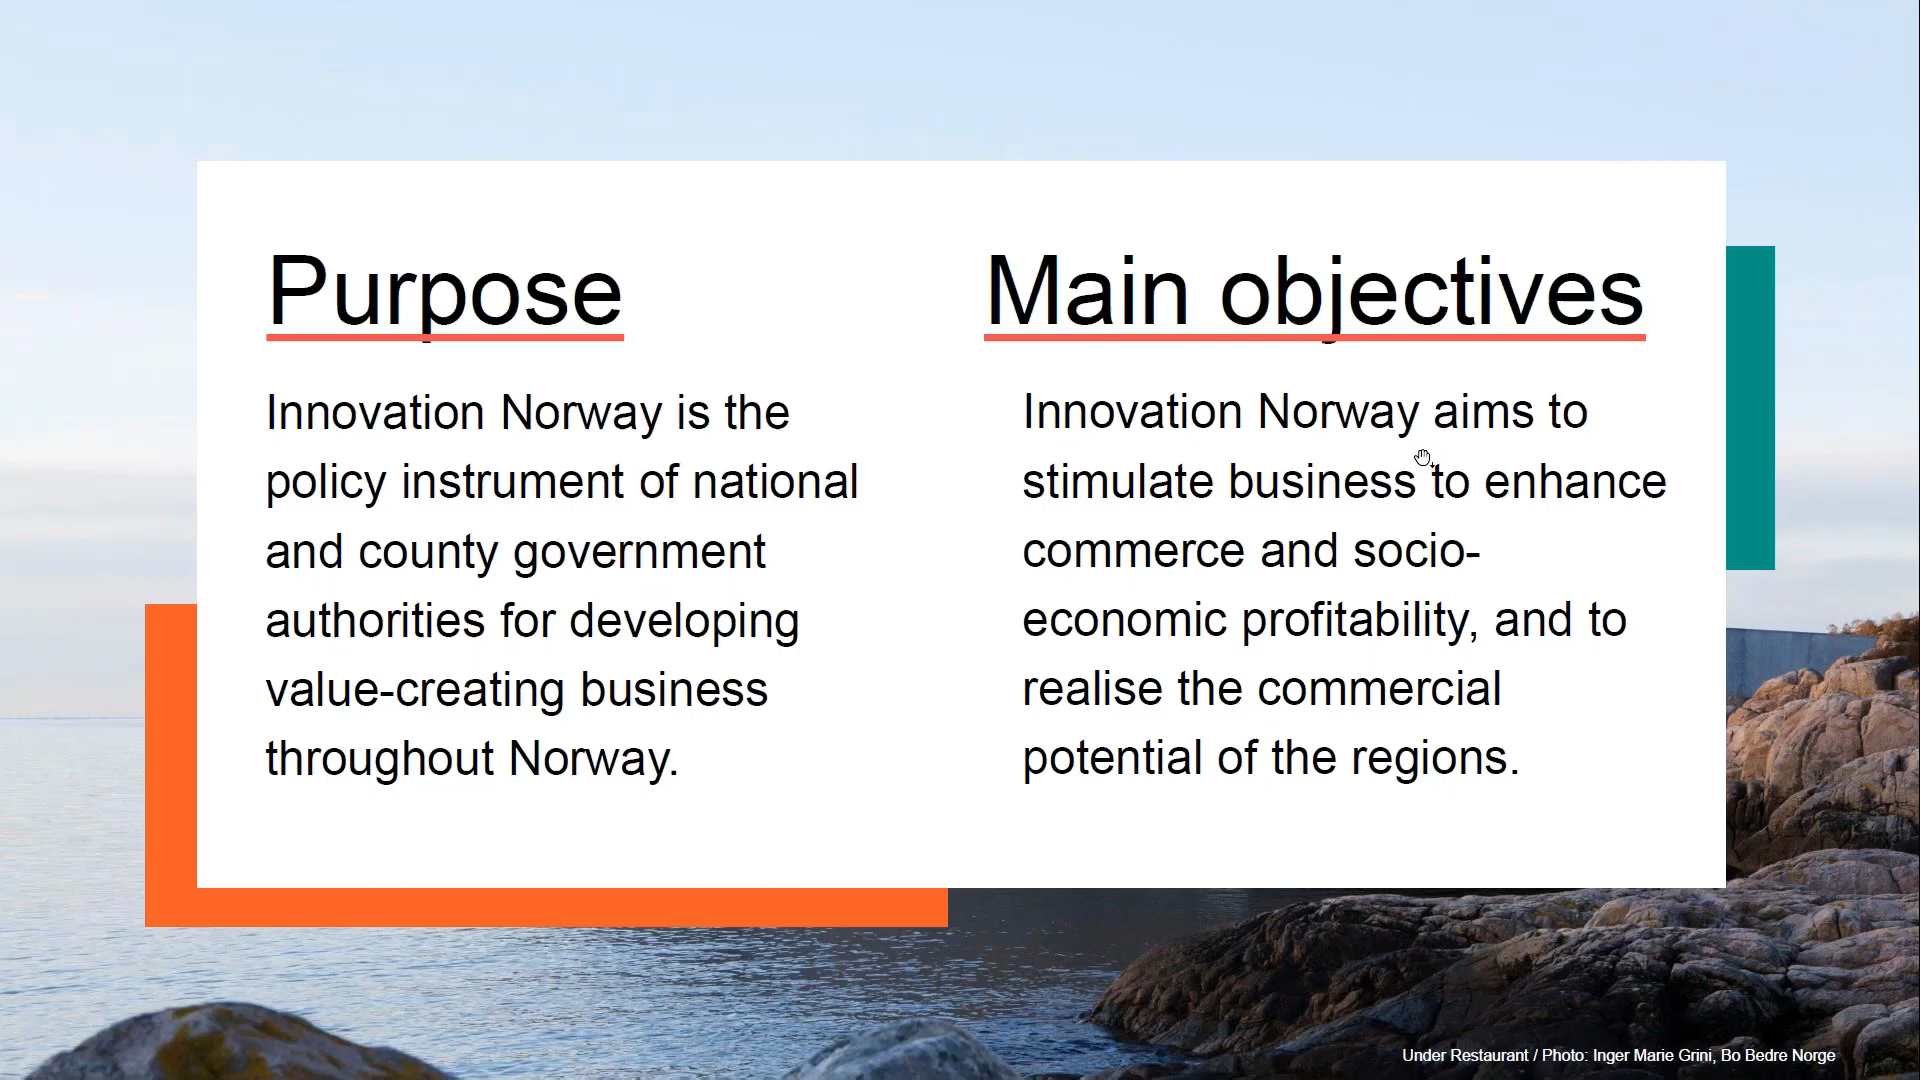 Purpose
Innovation Norway is the
policy instrument of national
and county government
authorities for developing
value-creating business
throughout Norway.
Main objectives
Innovation Norway aims to
stimulate business to enhance
commerce and socio-
economic profitability, and to
realise the commercial
potential of the regions.
Under Restaurant / Photo: Inger Marie Grini, Bo Bedre Norge